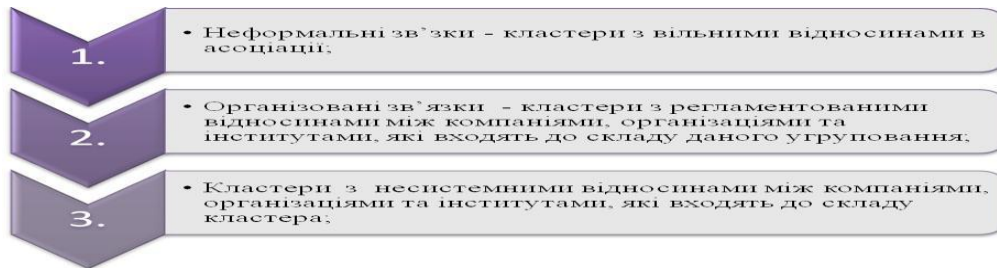 1.
• Неформальні зв`зки - кластери з вільними відносинами в
асоціації;
2.
• Організовані зв`язки - кластери з регламентованими
відносинами між компаніями, організаціями та
інститутами, які входять до складу даного угруповання;
3.
• Кластери з несистемними відносинами між компаніями,
організаціями та інститутами, які входять до складу
кластера;